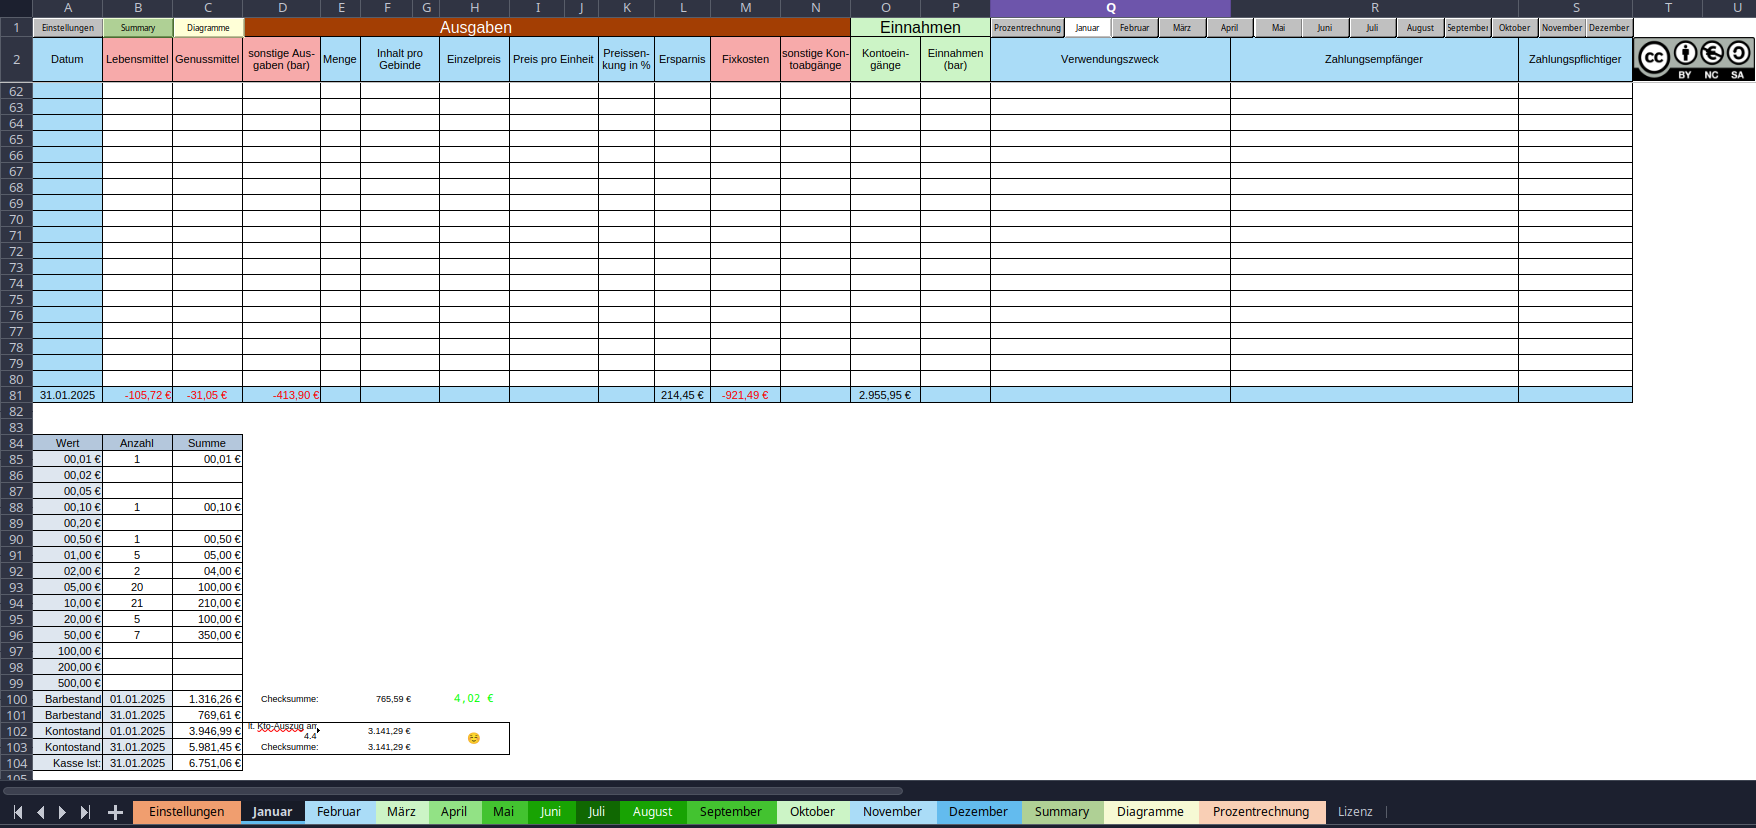 A B C D E F G H I J K L M N O P Q R S T U
1 Einstellungen Summary Diagramme Ausgaben Einnahmen Prozentrechnung Januar Februar März April Mai Juni Juli August September Oktober November Dezember
2 Datum Lebensmittel Genussmittel sonstige Aus-gaben (bar) Menge Inhalt pro Gebinde Einzelpreis Preis pro Einheit Preissen-kung in % Ersparnis Fixkosten sonstige Kon-toabgänge Kontoein-gänge Einnahmen (bar) Verwendungszweck Zahlungsempfänger Zahlungspflichtiger cc BY NC SA
62
63
64
65
66
67
68
69
70
71
72
73
74
75
76
77
78
79
80
81 31.01.2025 -105,72 € -31,05 € -413,90 € 214,45 € -921,49 € 2.955,95 €
82
83
84 Wert Anzahl Summe
85 00,01 € 1 00,01 €
86 00,02 €
87 00,05 €
88 00,10 € 1 00,10 €
89 00,20 €
90 00,50 € 1 00,50 €
91 01,00 € 5 05,00 €
92 02,00 € 2 04,00 €
93 05,00 € 20 100,00 €
94 10,00 € 21 210,00 €
95 20,00 € 5 100,00 €
96 50,00 € 7 350,00 €
97 100,00 €
98 200,00 €
99 500,00 €
100 Barbestand 01.01.2025 1.316,26 € Checksumme: 765,59 € 4,02 €
101 Barbestand 31.01.2025 769,61 €
102 Kontostand 01.01.2025 3.946,99 € lt. Kto-Auszug am 4.4 3.141,29 €
103 Kontostand 31.01.2025 5.981,45 € Checksumme: 3.141,29 €
104 Kasse Ist: 31.01.2025 6.751,06 €
105
Einstellungen Januar Februar März April Mai Juni Juli August September Oktober November Dezember Summary Diagramme Prozentrechnung Lizenz